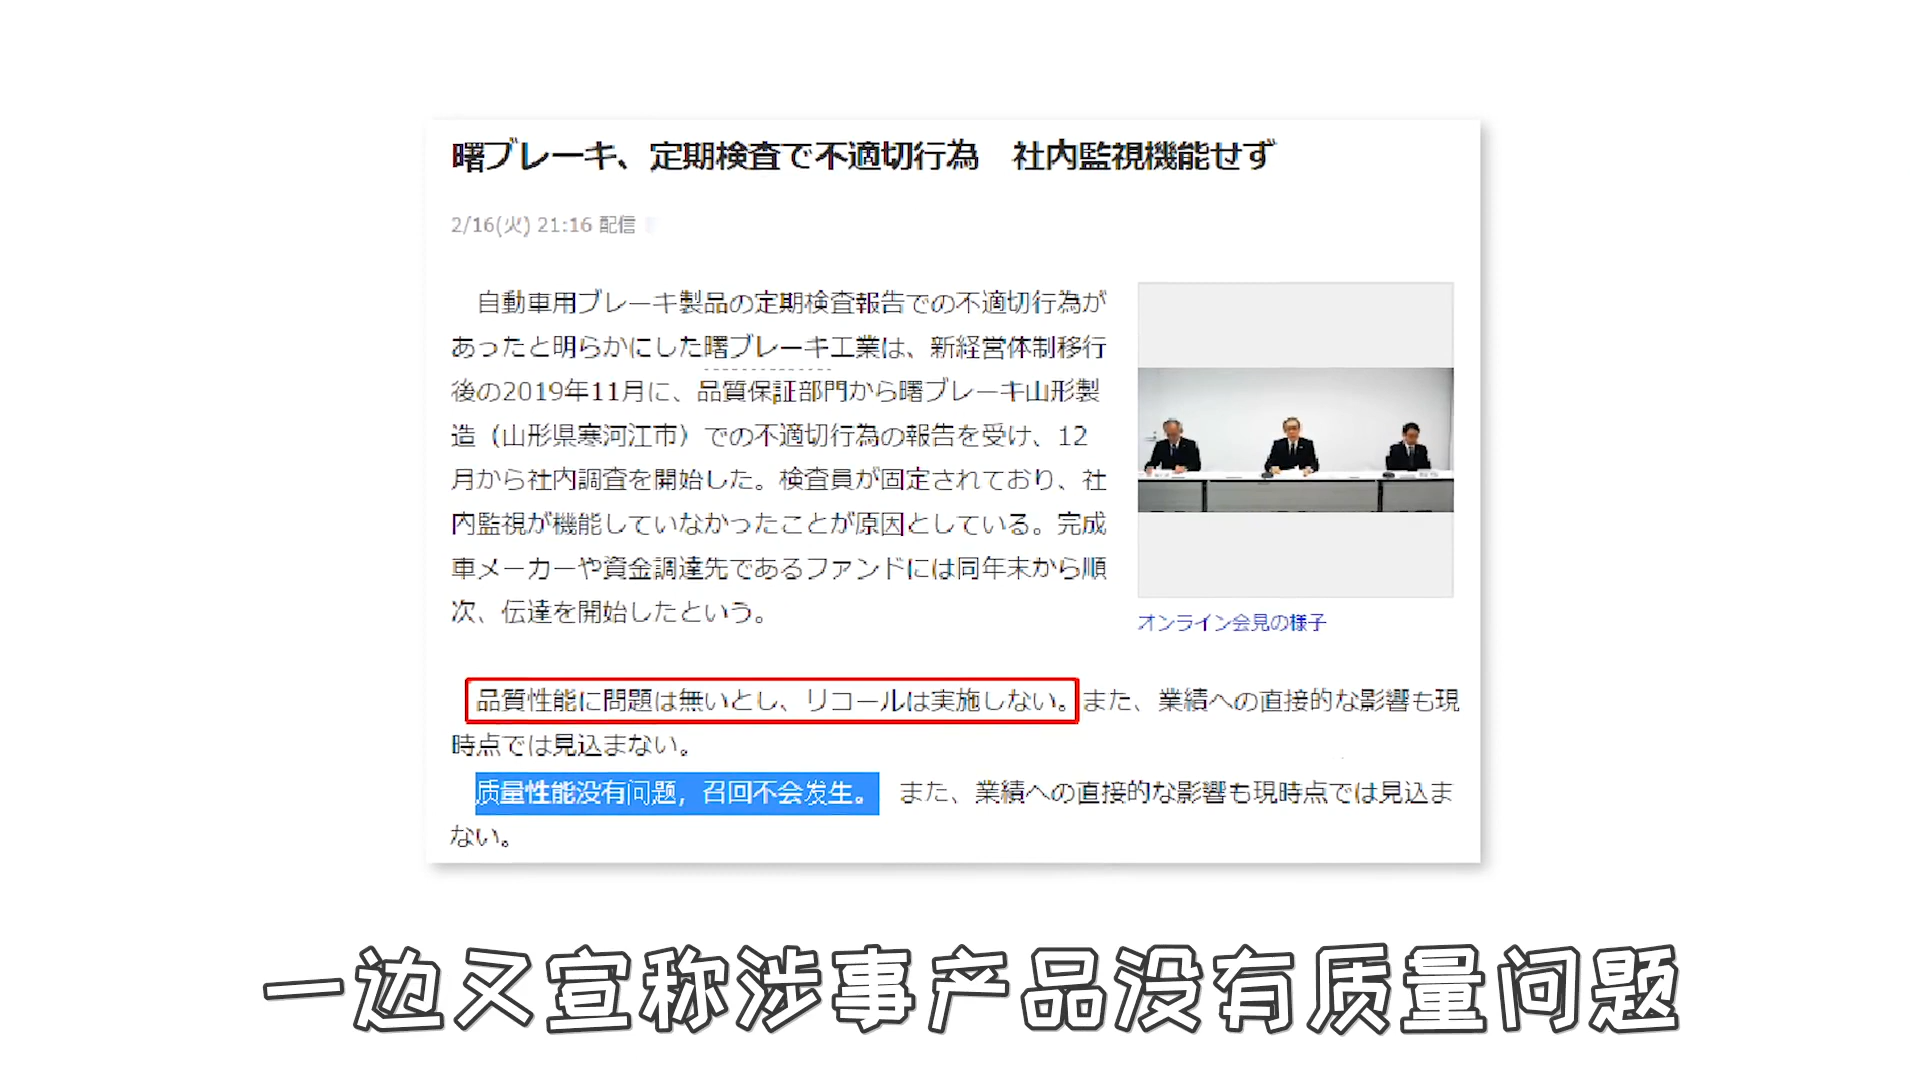 曙ブレーキ、定期検査で不適切行為　社内監視機能せず
2/16(火) 21:16 配信
自動車用ブレーキ製品の定期検査報告での不適切行為が
あったと明らかにした曙ブレーキ工業は、新経営体制移行
後の2019年11月に、品質保証部門から曙ブレーキ山形製
造（山形県寒河江市）での不適切行為の報告を受け、12
月から社内調査を開始した。検査員が固定されており、社
内監視が機能していなかったことが原因としている。完成
車メーカーや資金調達先であるファンドには同年末から順
次、伝達を開始したという。
オンライン会見の様子
品質性能に問題は無いとし、リコールは実施しない。また、業績への直接的な影響も現
時点では見込まない。
质量性能没有问题，召回不会发生。 また、業績への直接的な影響も現時点では見込ま
ない。
一边又宣称涉事产品没有质量问题